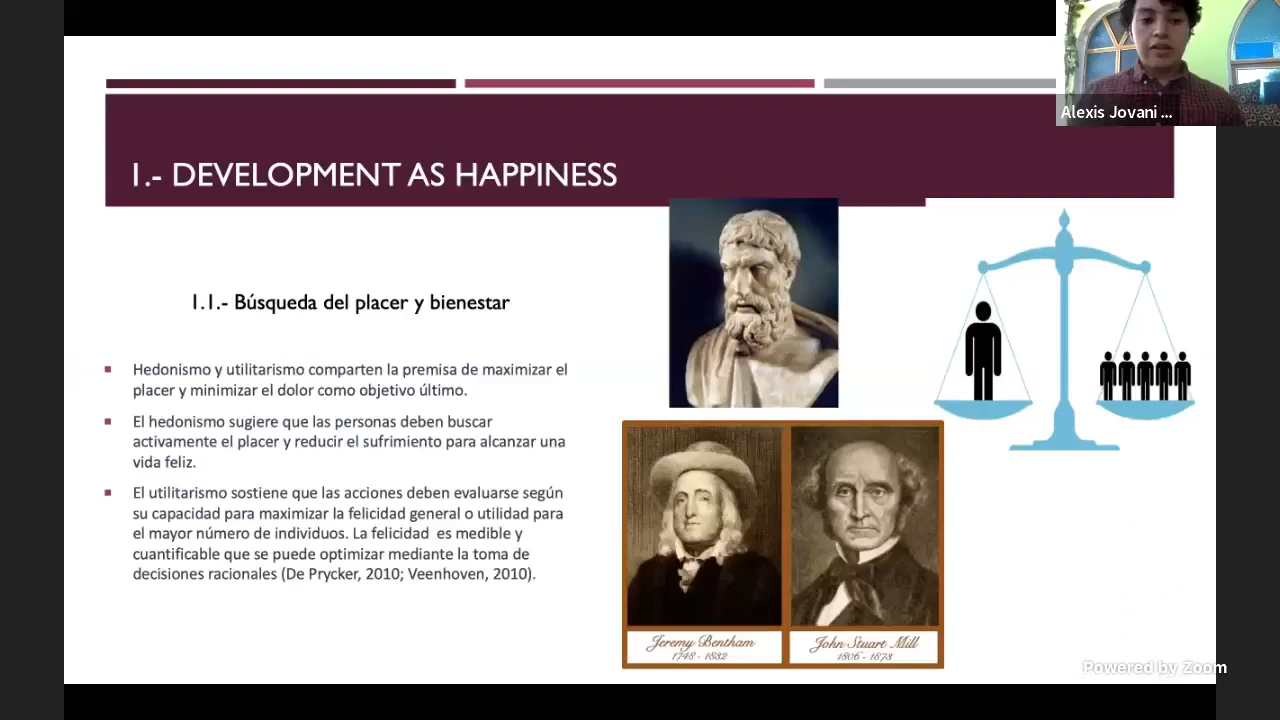 Alexis Jovani ...
1.- DEVELOPMENT AS HAPPINESS
1.1.- Búsqueda del placer y bienestar
Hedonismo y utilitarismo comparten la premisa de maximizar el
placer y minimizar el dolor como objetivo último.
El hedonismo sugiere que las personas deben buscar
activamente el placer y reducir el sufrimiento para alcanzar una
vida feliz.
El utilitarismo sostiene que las acciones deben evaluarse según
su capacidad para maximizar la felicidad general o utilidad para
el mayor número de individuos. La felicidad es medible y
cuantificable que se puede optimizar mediante la toma de
decisiones racionales (De Prycker, 2010; Veenhoven, 2010).
Jeremy Bentham
1748 - 1832
John Stuart Mill
1806 - 1873
Powered by Zoom